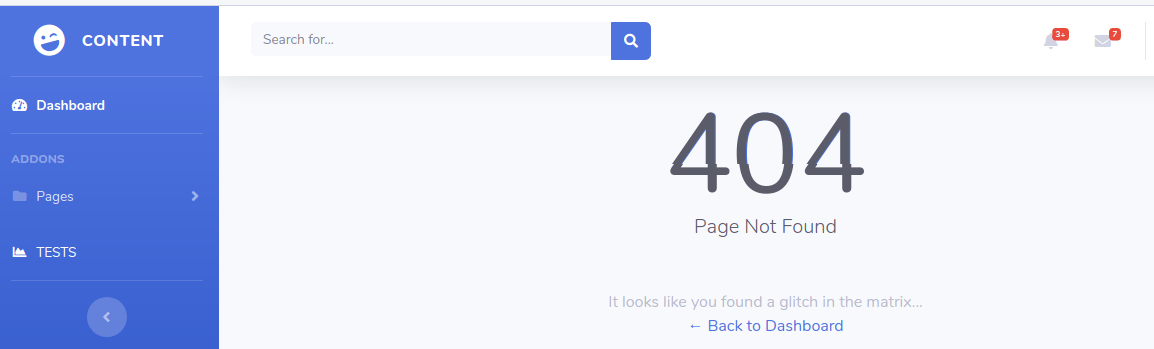 CONTENT
Search for...
3+
7
Dashboard
ADDONS
Pages
TESTS
404
Page Not Found
It looks like you found a glitch in the matrix...
← Back to Dashboard